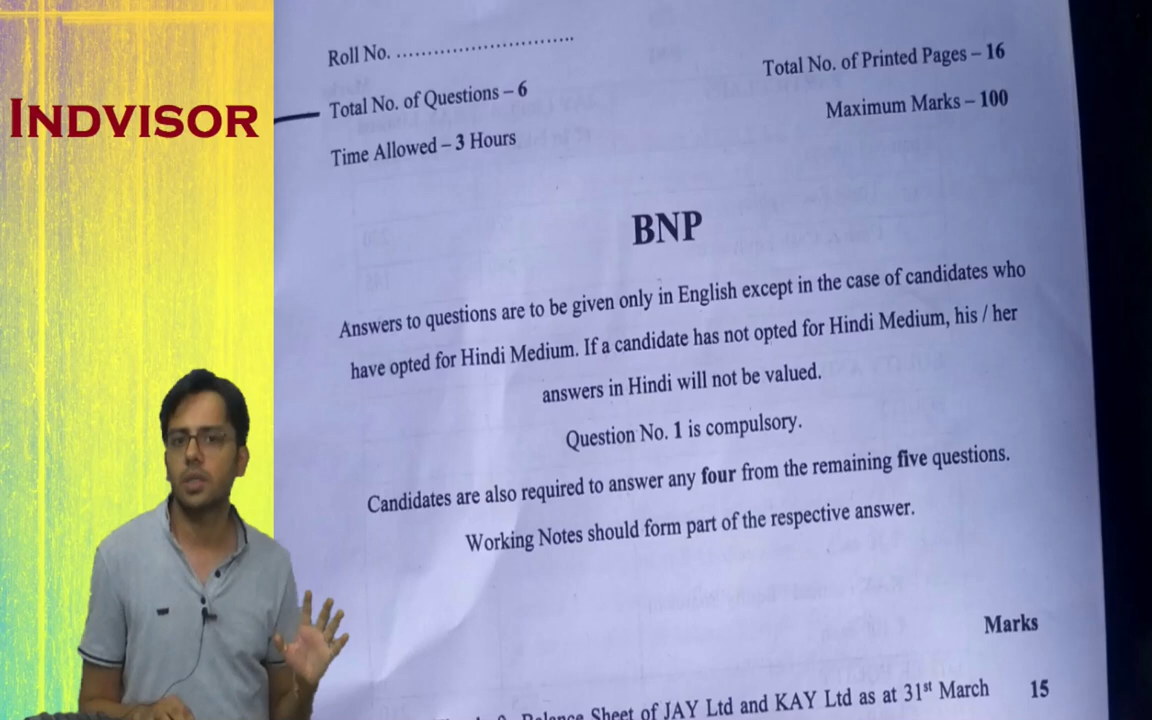 INDVISOR
Roll No. ..............................
Total No. of Questions – 6
Time Allowed – 3 Hours
Total No. of Printed Pages – 16
Maximum Marks – 100
BNP
Answers to questions are to be given only in English except in the case of candidates who
have opted for Hindi Medium. If a candidate has not opted for Hindi Medium, his / her
answers in Hindi will not be valued.
Question No. 1 is compulsory.
Candidates are also required to answer any four from the remaining five questions.
Working Notes should form part of the respective answer.
Marks
Balance Sheet of JAY Ltd and KAY Ltd as at 31st March 15